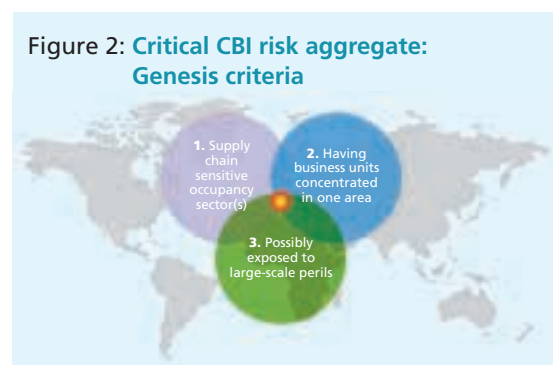 Figure 2: Critical CBI risk aggregate:
Genesis criteria
1. Supply
chain
sensitive
occupancy
sector(s)
2. Having
business units
concentrated
in one area
3. Possibly
exposed to
large-scale perils